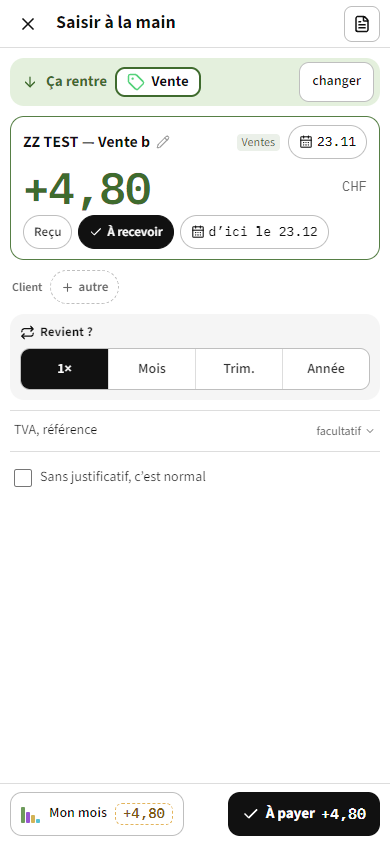 Saisir à la main
Ça rentre Vente changer
ZZ TEST — Vente b Ventes 23.11
+4,80 CHF
Reçu À recevoir d’ici le 23.12
Client + autre
Revient ?
1× Mois Trim. Année
TVA, référence facultatif
Sans justificatif, c’est normal
Mon mois +4,80 À payer +4,80